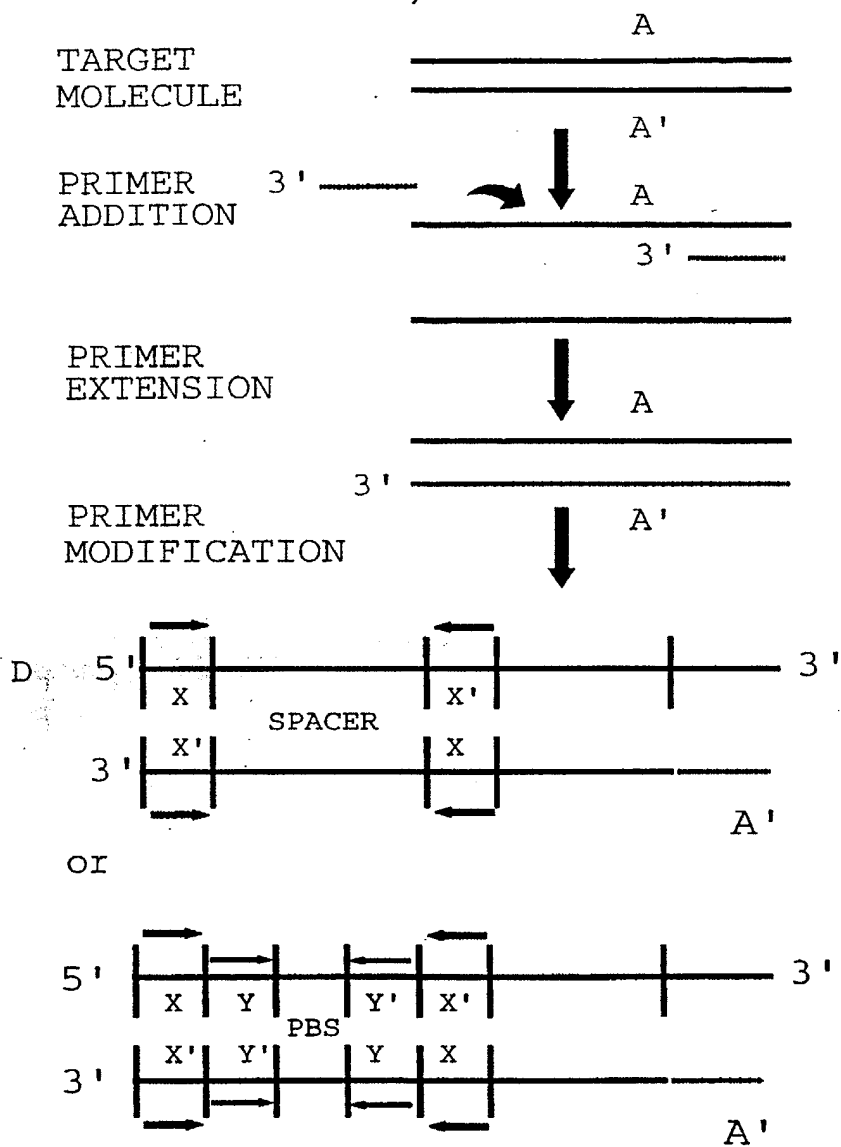 A
TARGET
MOLECULE
A'
PRIMER 3'
ADDITION
A
3'
PRIMER
EXTENSION
A
3'
PRIMER
MODIFICATION
A'
D 5' 3'
X X'
SPACER
X' X
3'
A'
or
5' 3'
X Y Y' X'
PBS
X' Y' Y X
3'
A'